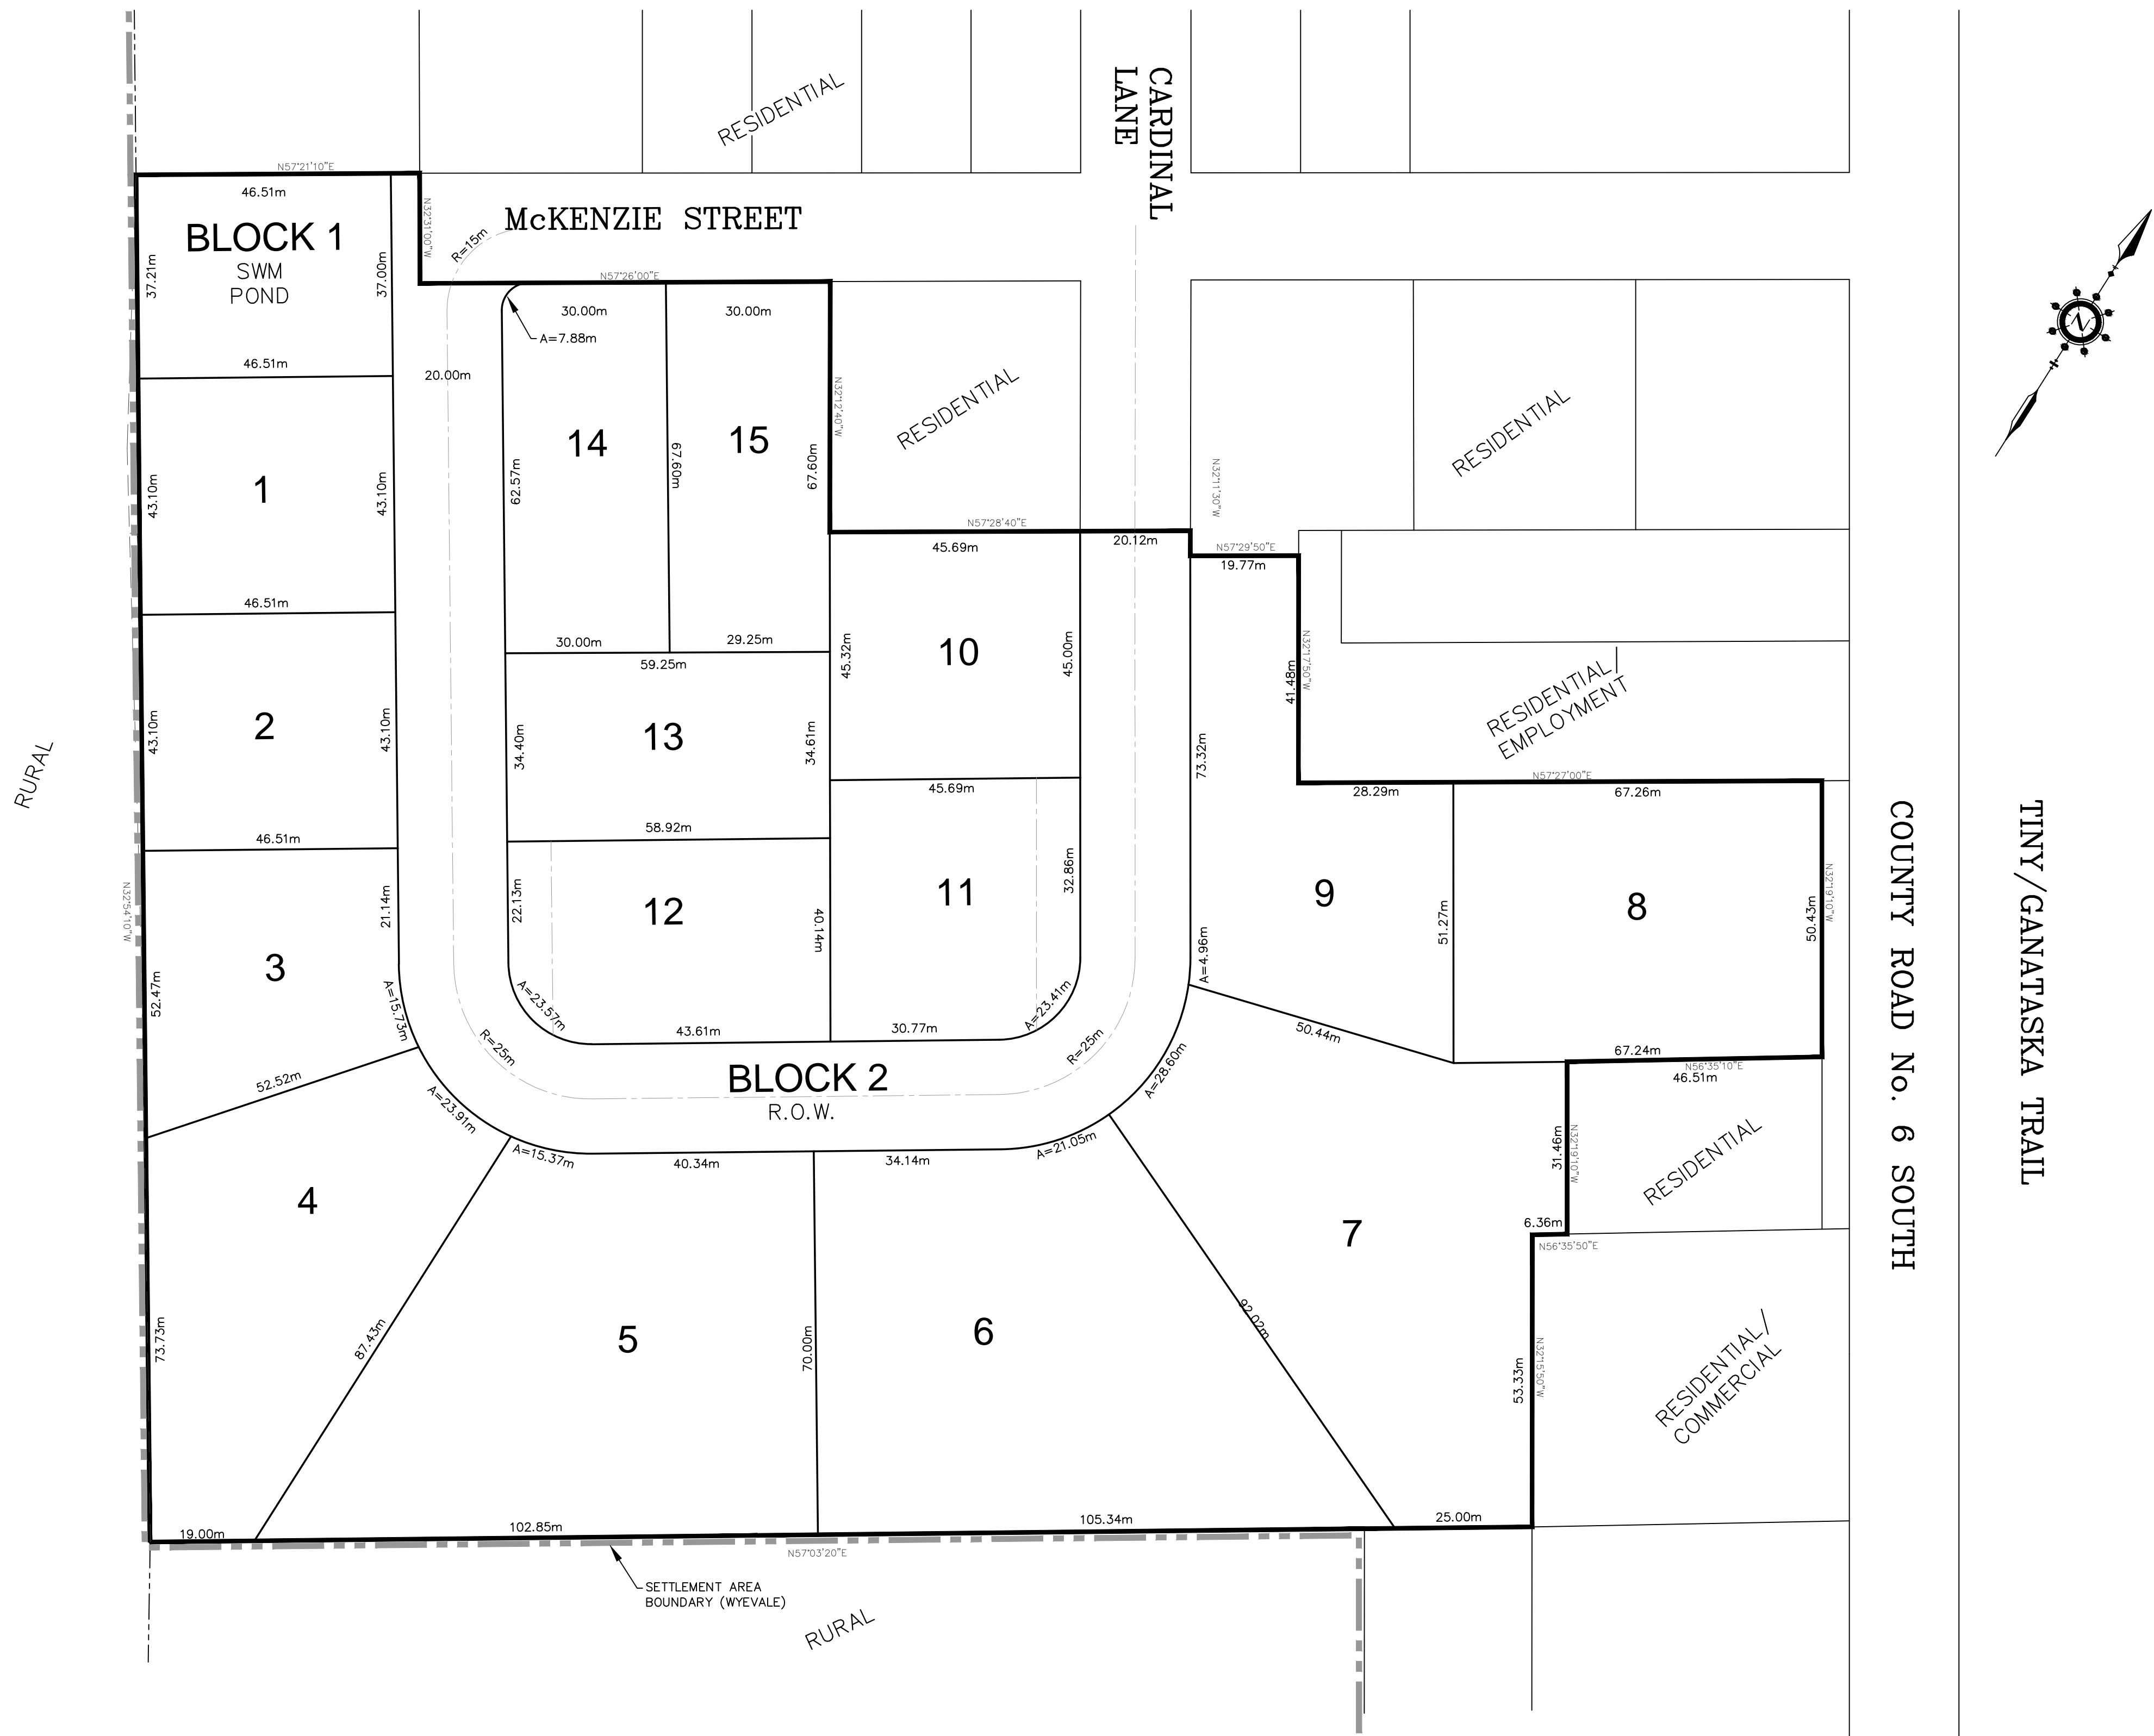 RESIDENTIAL
CARDINAL
LANE
N57°21'10"E
46.51m
BLOCK 1
SWM
POND
37.21m
37.00m
46.51m
N32°31'00"W
R=15m
McKENZIE STREET
N57°26'00"E
30.00m
30.00m
A=7.88m
20.00m
14
15
62.57m
67.60m
67.60m
N32°12'40"W
RESIDENTIAL
RESIDENTIAL
N
1
43.10m
43.10m
46.51m
N57°28'40"E
45.69m
20.12m
N32°11'30"W
N57°29'50"E
19.77m
30.00m
29.25m
59.25m
10
45.32m
45.00m
41.48m
N32°17'50"W
RESIDENTIAL/
EMPLOYMENT
RURAL
2
43.10m
43.10m
46.51m
34.40m
13
34.61m
58.92m
45.69m
73.32m
N57°27'00"E
28.29m
67.26m
N32°54'10"W
3
52.47m
21.14m
A=15.73m
52.52m
22.13m
12
40.14m
11
32.86m
A=23.57m
43.61m
30.77m
A=23.41m
A=4.96m
9
51.27m
8
50.43m
N32°19'10"W
50.44m
67.24m
N56°35'10"E
46.51m
R=25m
BLOCK 2
R.O.W.
R=25m
A=28.60m
A=23.91m
A=15.37m
40.34m
34.14m
A=21.05m
31.46m
N32°19'10"W
RESIDENTIAL
6.36m
N56°35'50"E
4
73.73m
87.43m
5
70.00m
6
92.02m
7
53.33m
N32°15'50"W
RESIDENTIAL/
COMMERCIAL
19.00m
102.85m
105.34m
25.00m
N57°03'20"E
SETTLEMENT AREA
BOUNDARY (WYEVALE)
RURAL
COUNTY ROAD No. 6 SOUTH
TINY/GANATASKA TRAIL